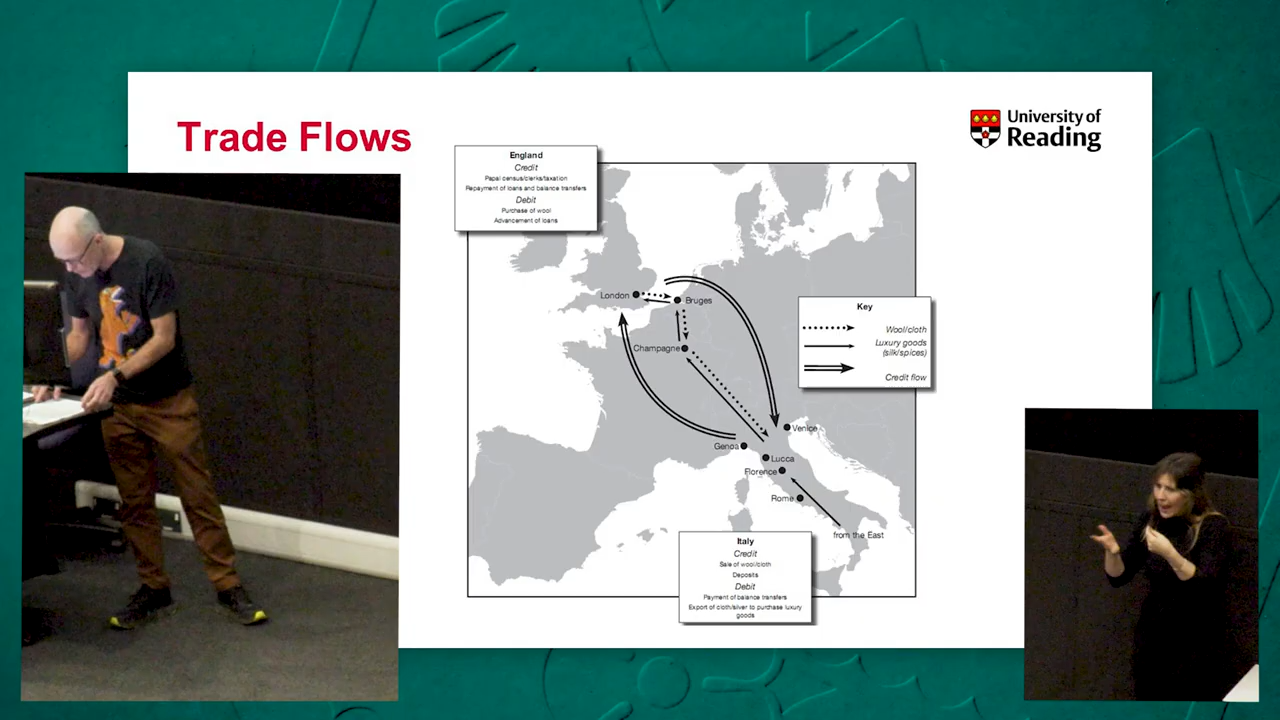 Trade Flows
University of
Reading
England
Credit
Papal census/clerks/taxation
Repayment of loans and balance transfers
Debit
Purchase of wool
Advancement of loans
London
Bruges
Champagne
Key
Wool/cloth
Luxury goods
(silk/spices)
Credit flow
Venice
Genoa
Lucca
Florence
Rome
from the East
Italy
Credit
Sale of wool/cloth
Deposits
Debit
Payment of balance transfers
Export of cloth/silver to purchase luxury
goods